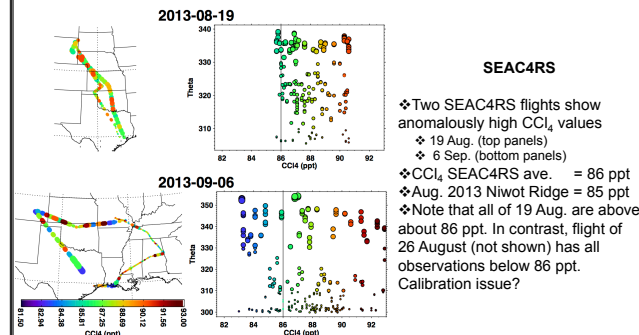 2013-08-19
340
330
320
310
Theta
82 84 86 88 90 92
CCl4 (ppt)
2013-09-06
350
340
330
320
310
300
Theta
82 84 86 88 90 92
CCl4 (ppt)
81.50 82.94 84.38 85.81 87.25 88.69 90.12 91.56 93.00
CCl4 (ppt)
SEAC4RS
❖Two SEAC4RS flights show
anomalously high CCl₄ values
❖ 19 Aug. (top panels)
❖ 6 Sep. (bottom panels)
❖CCl₄ SEAC4RS ave. = 86 ppt
❖Aug. 2013 Niwot Ridge = 85 ppt
❖Note that all of 19 Aug. are above
about 86 ppt. In contrast, flight of
26 August (not shown) has all
observations below 86 ppt.
Calibration issue?